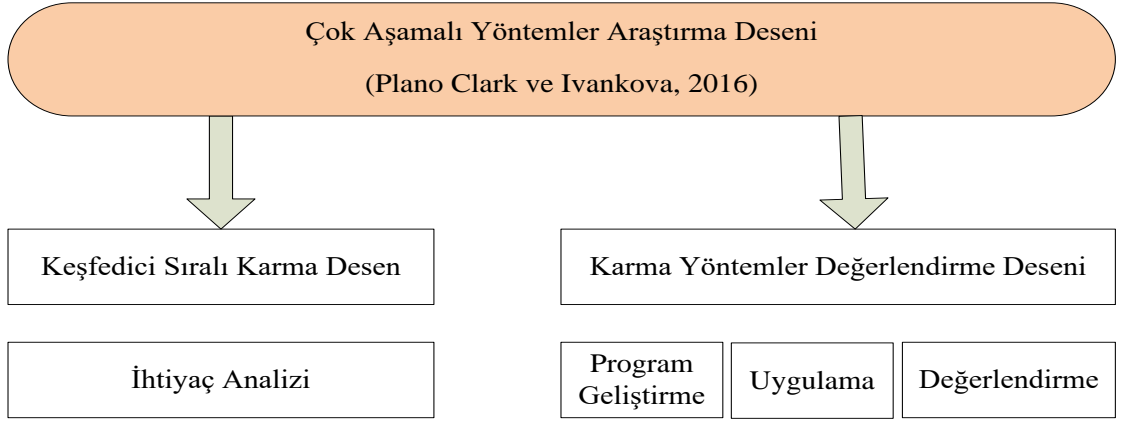 Çok Aşamalı Yöntemler Araştırma Deseni
(Plano Clark ve Ivankova, 2016)
Keşfedici Sıralı Karma Desen
Karma Yöntemler Değerlendirme Deseni
İhtiyaç Analizi
Program
Geliştirme
Uygulama
Değerlendirme